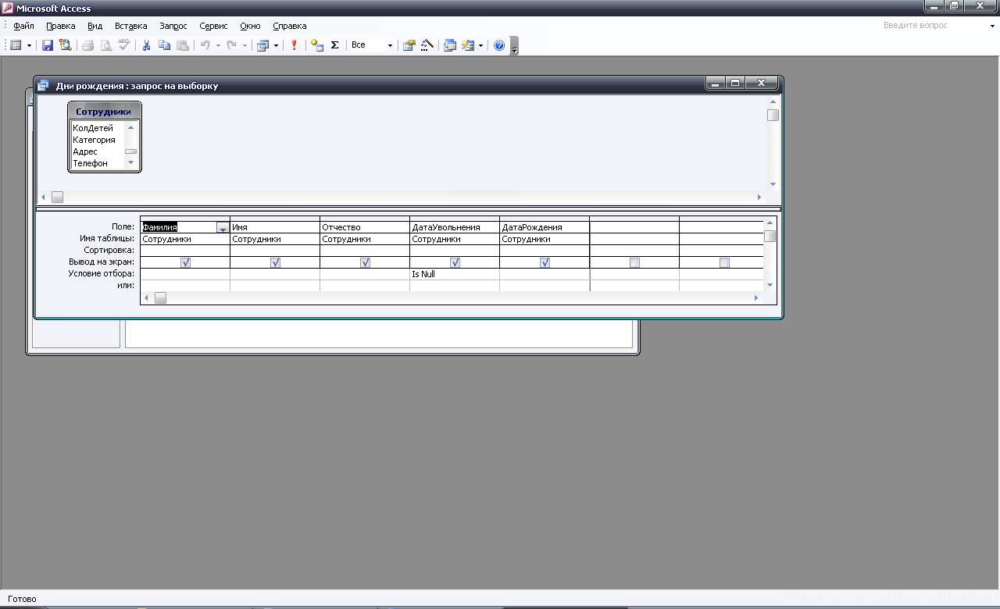 Microsoft Access
Файл Правка Вид Вставка Запрос Сервис Окно Справка Введите вопрос
Все
Дни рождения : запрос на выборку
Сотрудники
КолДетей
Категория
Адрес
Телефон
Поле: Фамилия Имя Отчество ДатаУвольнения ДатаРождения
Имя таблицы: Сотрудники Сотрудники Сотрудники Сотрудники Сотрудники
Сортировка:
Вывод на экран:
Условие отбора: Is Null
или:
Готово